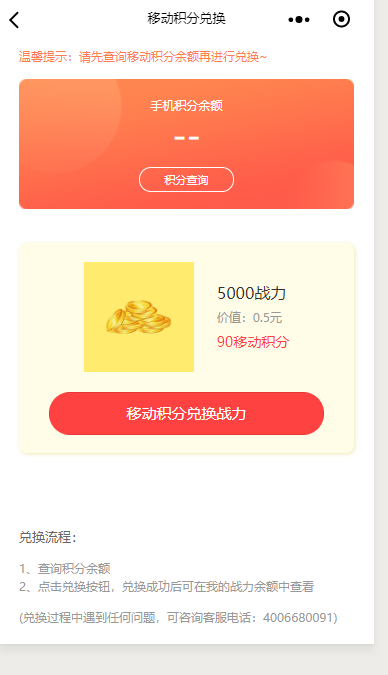 移动积分兑换
温馨提示：请先查询移动积分余额再进行兑换~
手机积分余额
--
积分查询
5000战力
价值：0.5元
90移动积分
移动积分兑换战力
兑换流程：
1、查询积分余额
2、点击兑换按钮，兑换成功后可在我的战力余额中查看
(兑换过程中遇到任何问题，可咨询客服电话：4006680091)